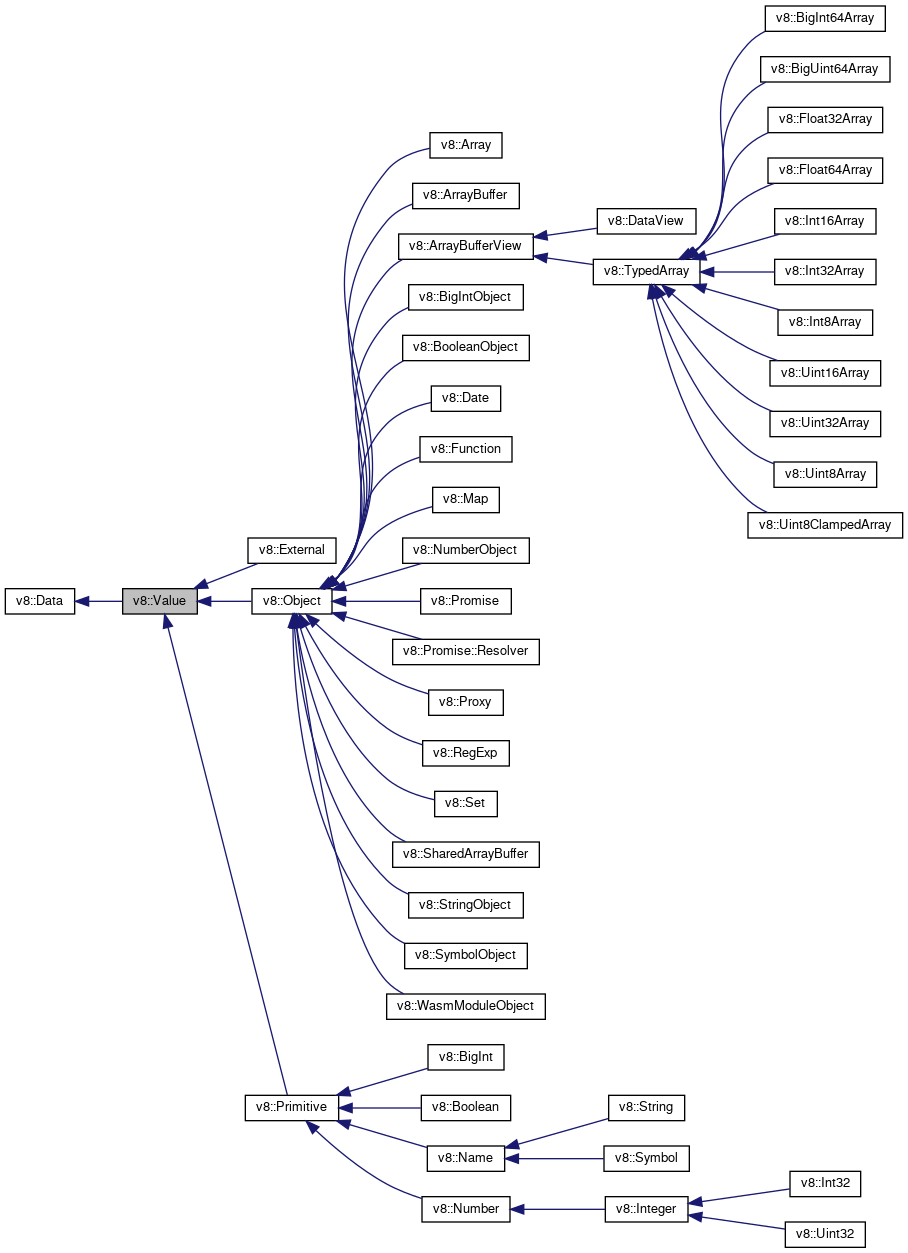 v8::BigInt64Array
v8::BigUint64Array
v8::Float32Array
v8::Array
v8::Float64Array
v8::ArrayBuffer
v8::DataView
v8::Int16Array
v8::ArrayBufferView
v8::TypedArray
v8::Int32Array
v8::BigIntObject
v8::Int8Array
v8::BooleanObject
v8::Uint16Array
v8::Date
v8::Uint32Array
v8::Function
v8::Uint8Array
v8::Map
v8::Uint8ClampedArray
v8::External
v8::NumberObject
v8::Data
v8::Value
v8::Object
v8::Promise
v8::Promise::Resolver
v8::Proxy
v8::RegExp
v8::Set
v8::SharedArrayBuffer
v8::StringObject
v8::SymbolObject
v8::WasmModuleObject
v8::BigInt
v8::Primitive
v8::Boolean
v8::String
v8::Name
v8::Symbol
v8::Int32
v8::Number
v8::Integer
v8::Uint32